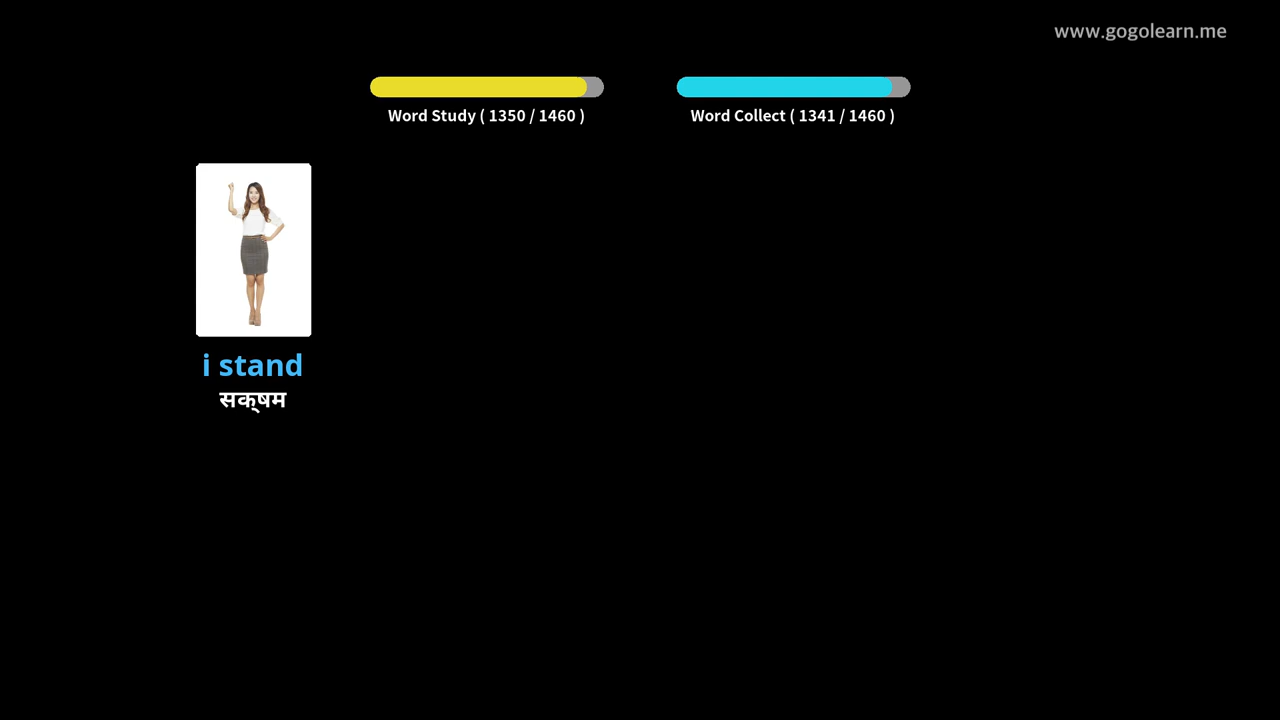 www.gogolearn.me
Word Study ( 1350 / 1460 )
Word Collect ( 1341 / 1460 )
i stand
सक्षम